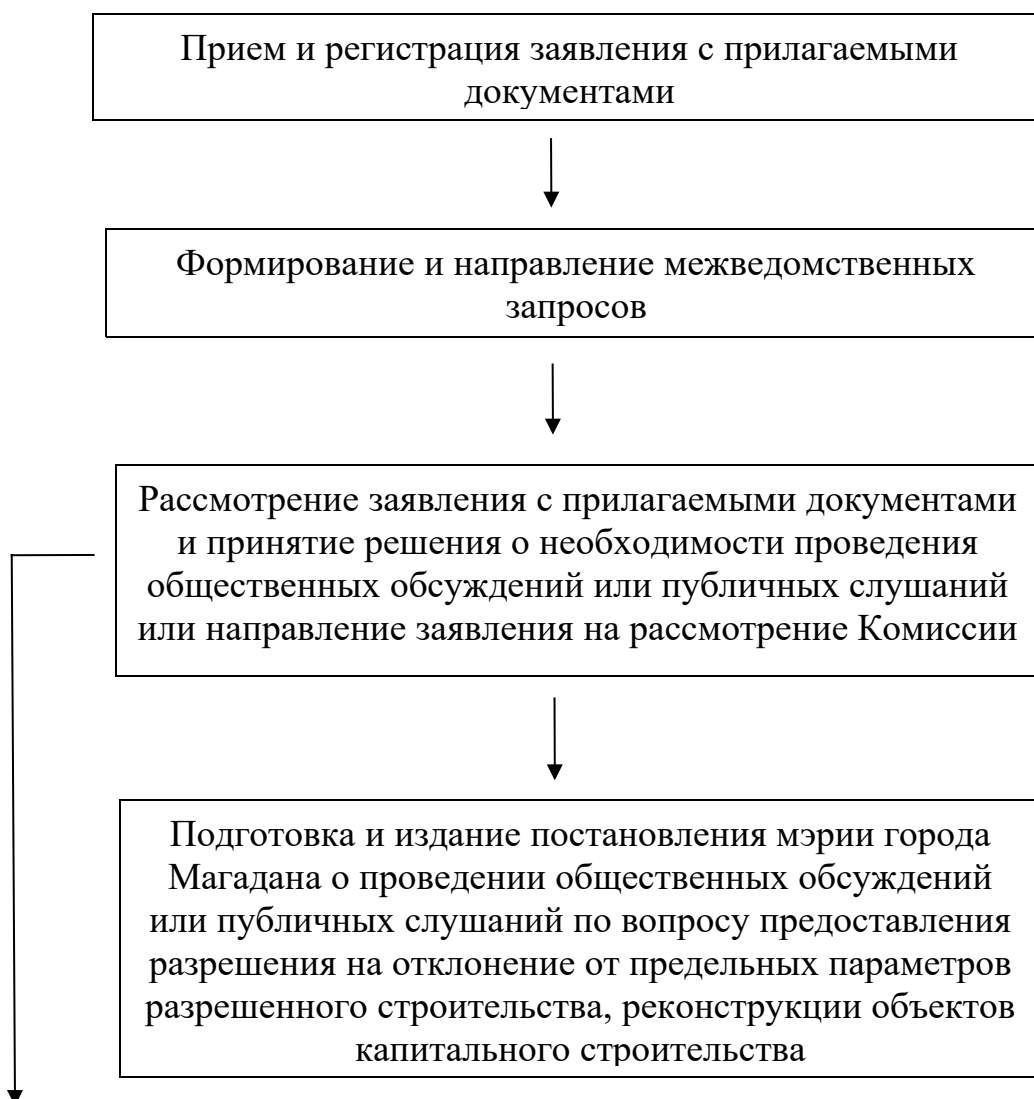 Прием и регистрация заявления с прилагаемыми
документами
Формирование и направление межведомственных
запросов
Рассмотрение заявления с прилагаемыми документами
и принятие решения о необходимости проведения
общественных обсуждений или публичных слушаний
или направление заявления на рассмотрение Комиссии
Подготовка и издание постановления мэрии города
Магадана о проведении общественных обсуждений
или публичных слушаний по вопросу предоставления
разрешения на отклонение от предельных параметров
разрешенного строительства, реконструкции объектов
капитального строительства